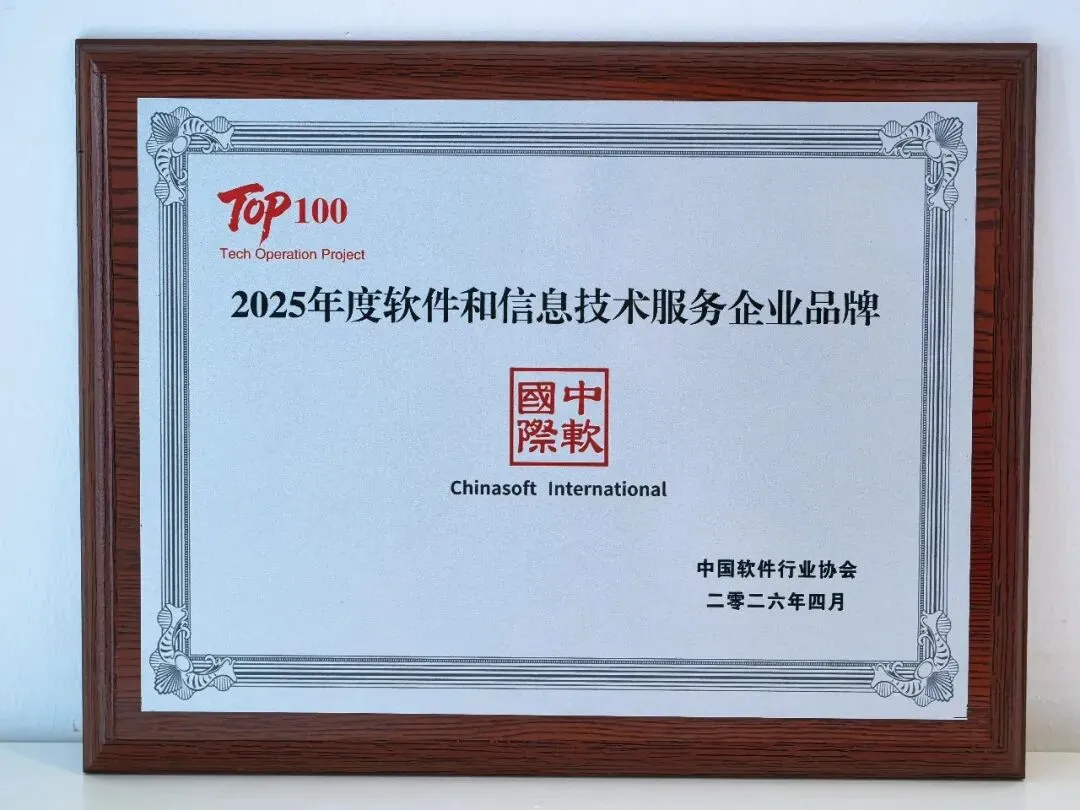 TOP 100
Tech Operation Project
2025年度软件和信息技术服务企业品牌
中軟
國際
Chinasoft International
中国软件行业协会
二零二六年四月